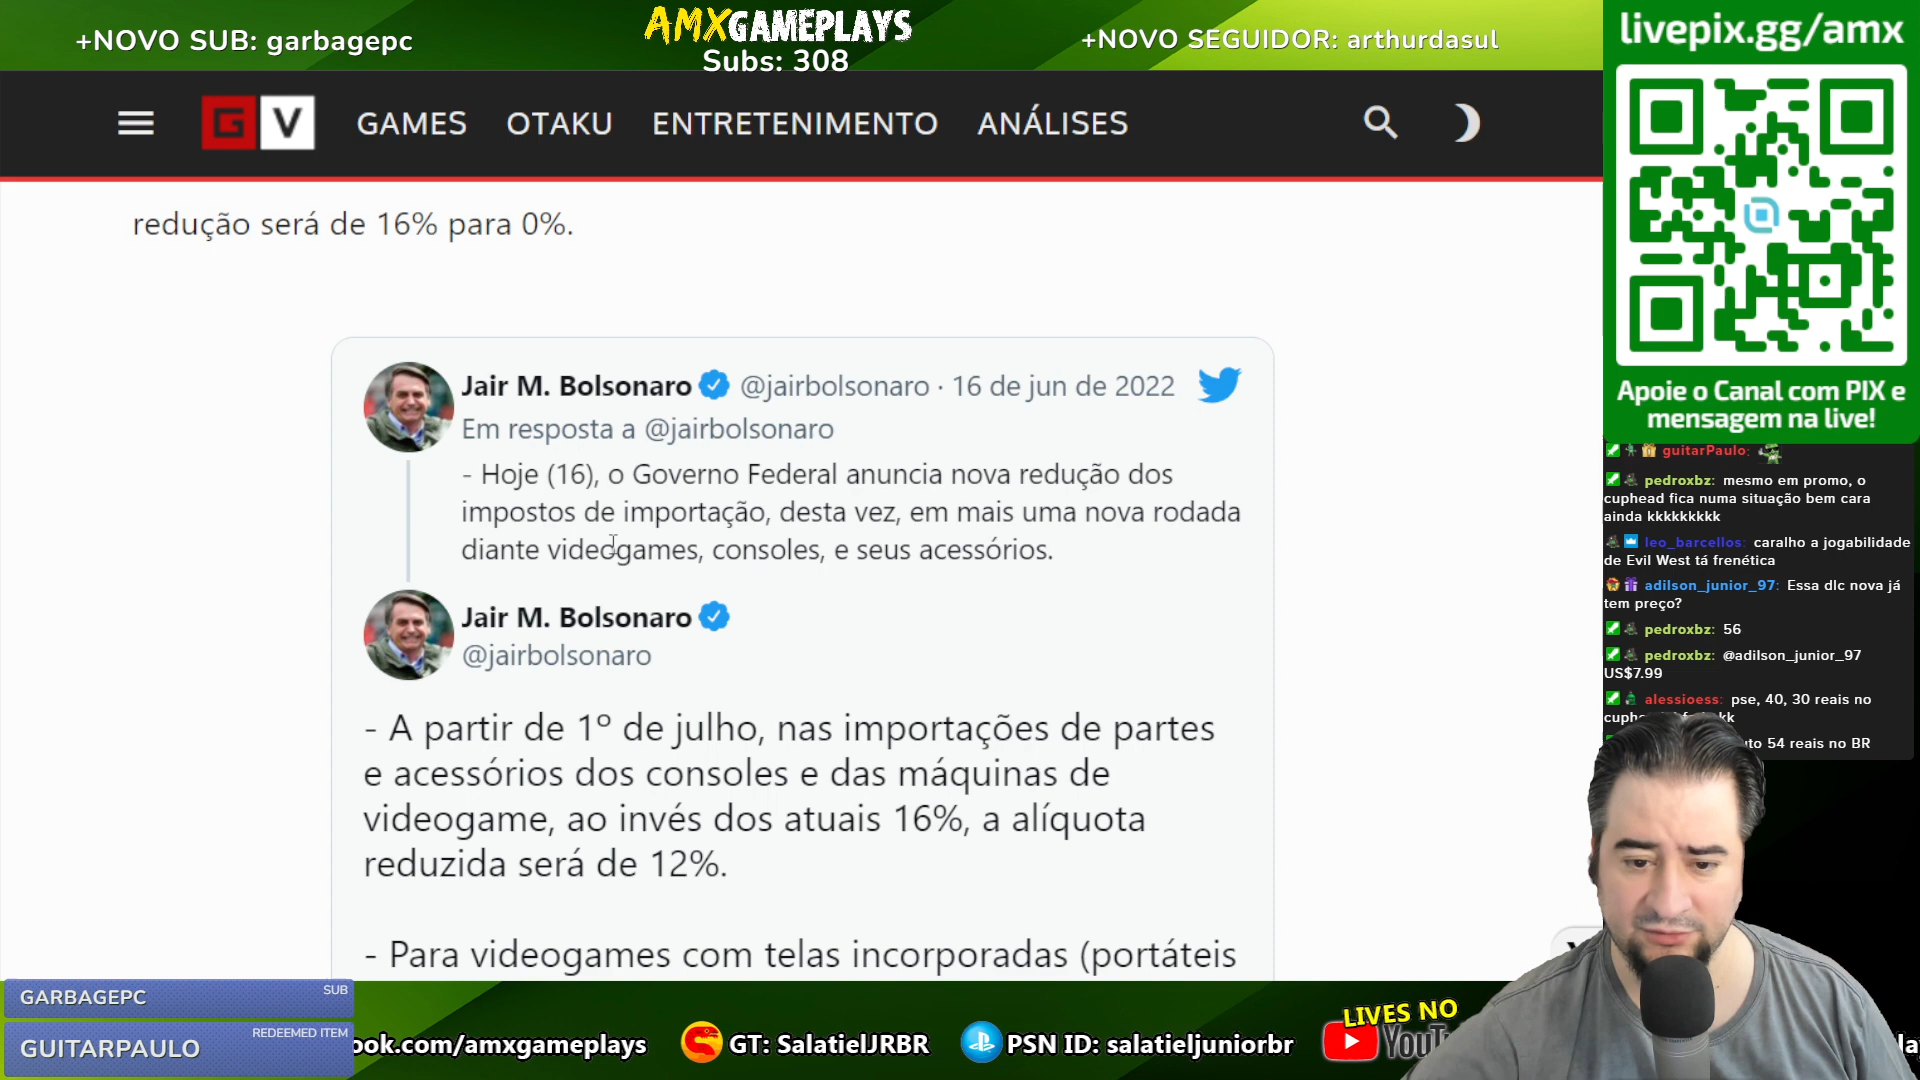 +NOVO SUB: garbagepc
AMXGAMEPLAYS
Subs: 308
+NOVO SEGUIDOR: arthurdasul
livepix.gg/amx
GV GAMES OTAKU ENTRETENIMENTO ANÁLISES
redução será de 16% para 0%.
Jair M. Bolsonaro @jairbolsonaro · 16 de jun de 2022
Em resposta a @jairbolsonaro
- Hoje (16), o Governo Federal anuncia nova redução dos
impostos de importação, desta vez, em mais uma nova rodada
diante videogames, consoles, e seus acessórios.
Jair M. Bolsonaro
@jairbolsonaro
- A partir de 1º de julho, nas importações de partes
e acessórios dos consoles e das máquinas de
videogame, ao invés dos atuais 16%, a alíquota
reduzida será de 12%.
- Para videogames com telas incorporadas (portáteis
Apoie o Canal com PIX e
mensagem na live!
guitarPaulo:
pedroxbz: mesmo em promo, o
cuphead fica numa situação bem cara
ainda kkkkkkkkk
leo_barcellos: caralho a jogabilidade
de Evil West tá frenética
adilson_junior_97: Essa dlc nova já
tem preço?
pedroxbz: 56
pedroxbz: @adilson_junior_97
US$7.99
alessioess: pse, 40, 30 reais no
54 reais no BR
GARBAGEPC SUB
GUITARPAULO REDEEMED ITEM
ook.com/amxgameplays
GT: SalatielJRBR
PSN ID: salatieljuniorbr
LIVES NO
YouTu